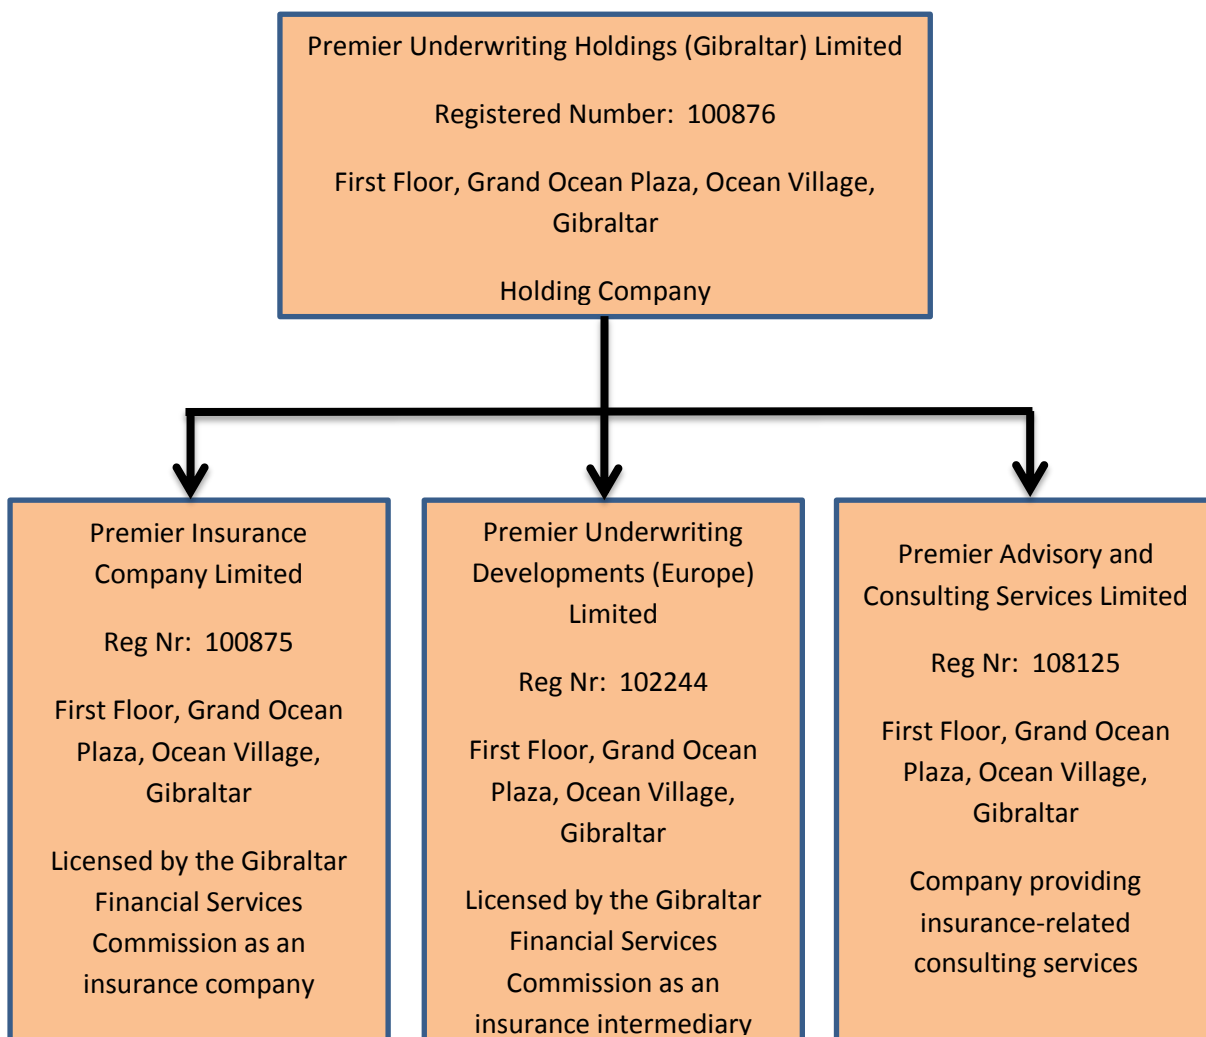 Premier Underwriting Holdings (Gibraltar) Limited
Registered Number: 100876
First Floor, Grand Ocean Plaza, Ocean Village,
Gibraltar
Holding Company
Premier Insurance
Company Limited
Reg Nr: 100875
First Floor, Grand Ocean
Plaza, Ocean Village,
Gibraltar
Licensed by the Gibraltar
Financial Services
Commission as an
insurance company
Premier Underwriting
Developments (Europe)
Limited
Reg Nr: 102244
First Floor, Grand Ocean
Plaza, Ocean Village,
Gibraltar
Licensed by the Gibraltar
Financial Services
Commission as an
insurance intermediary
Premier Advisory and
Consulting Services Limited
Reg Nr: 108125
First Floor, Grand Ocean
Plaza, Ocean Village,
Gibraltar
Company providing
insurance-related
consulting services